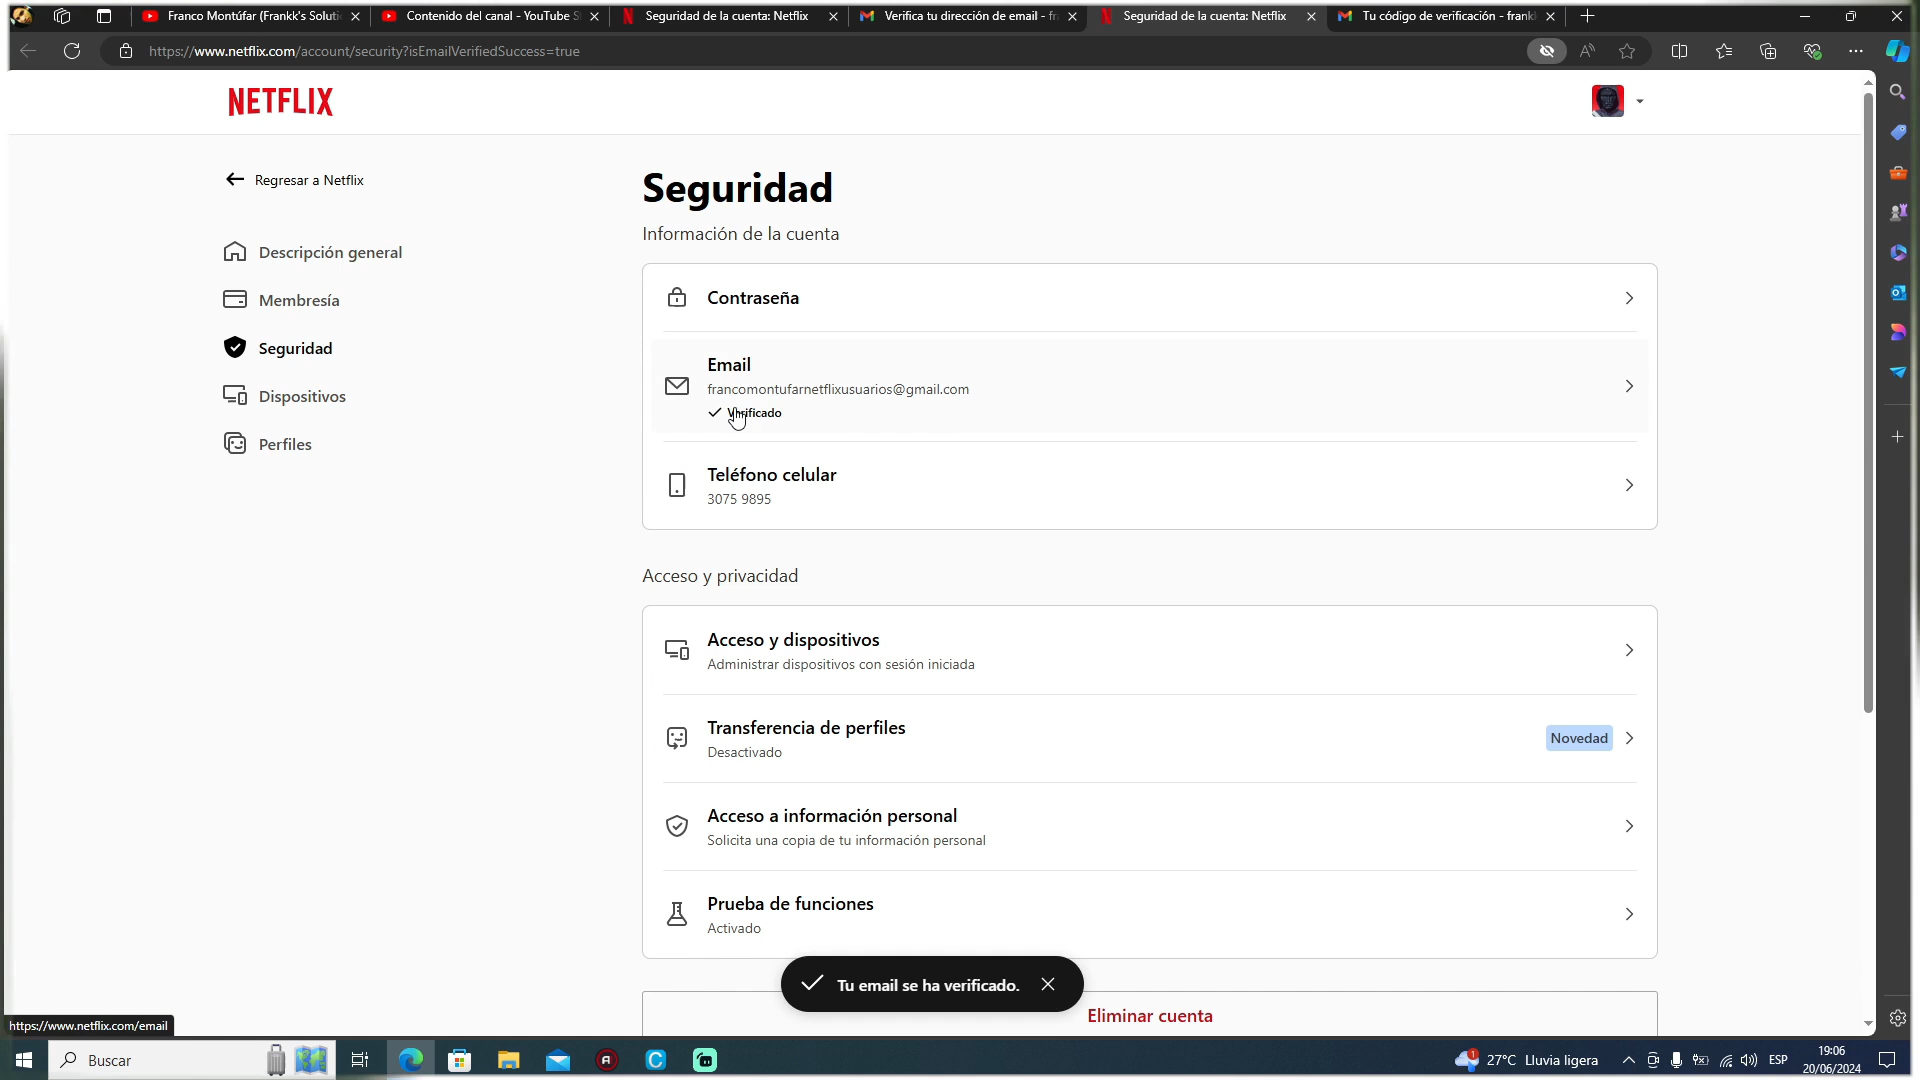 Franco Montúfar (Frankk's Soluti
Contenido del canal - YouTube S
Seguridad de la cuenta: Netflix
Verifica tu dirección de email - fr
Seguridad de la cuenta: Netflix
Tu código de verificación - frank
https://www.netflix.com/account/security?isEmailVerifiedSuccess=true
NETFLIX
Regresar a Netflix
Descripción general
Membresía
Seguridad
Dispositivos
Perfiles
Seguridad
Información de la cuenta
Contraseña
Email
francomontufarnetflixusuarios@gmail.com
Verificado
Teléfono celular
3075 9895
Acceso y privacidad
Acceso y dispositivos
Administrar dispositivos con sesión iniciada
Transferencia de perfiles
Desactivado
Novedad
Acceso a información personal
Solicita una copia de tu información personal
Prueba de funciones
Activado
Tu email se ha verificado.
Eliminar cuenta
https://www.netflix.com/email
Buscar
1
27°C Lluvia ligera
ESP
19:06
20/06/2024